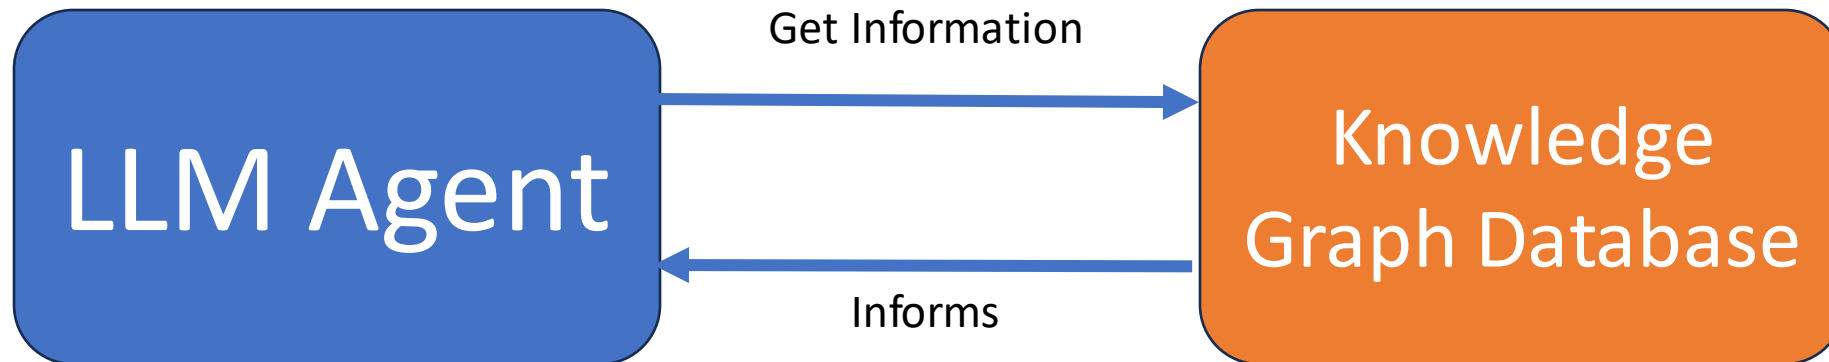 Get Information
LLM Agent
Knowledge
Graph Database
Informs